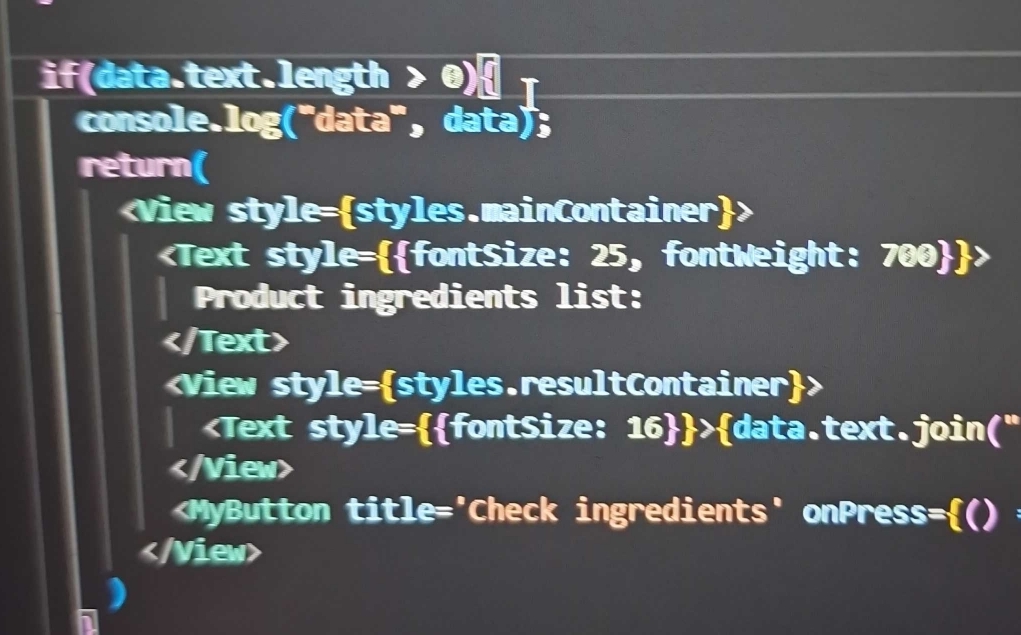 if(data.text.length > 0){
console.log("data", data);
return(
<View style={styles.mainContainer}>
<Text style={{fontSize: 25, fontWeight: 700}}>
Product ingredients list:
</Text>
<View style={styles.resultContainer}>
<Text style={{fontSize: 16}}>{data.text.join("
</View>
<MyButton title='Check ingredients' onPress={() =
</View>
)
}